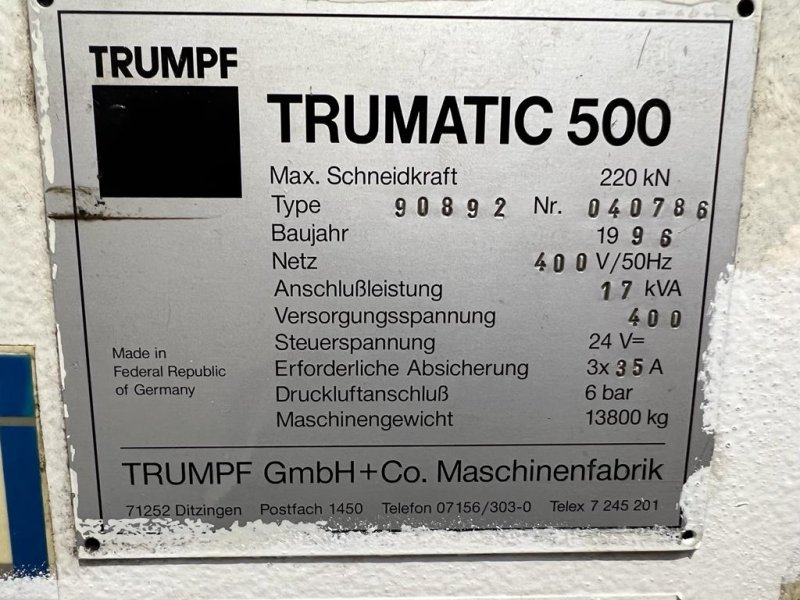 TRUMPF
TRUMATIC 500
Max. Schneidkraft 220 kN
Type 90892 Nr. 040786
Baujahr 1996
Netz 400 V/50Hz
Anschlußleistung 17 kVA
Versorgungsspannung 400
Steuerspannung 24 V=
Erforderliche Absicherung 3x 35 A
Druckluftanschluß 6 bar
Maschinengewicht 13800 kg
Made in
Federal Republic
of Germany
TRUMPF GmbH+Co. Maschinenfabrik
71252 Ditzingen Postfach 1450 Telefon 07156/303-0 Telex 7 245 201